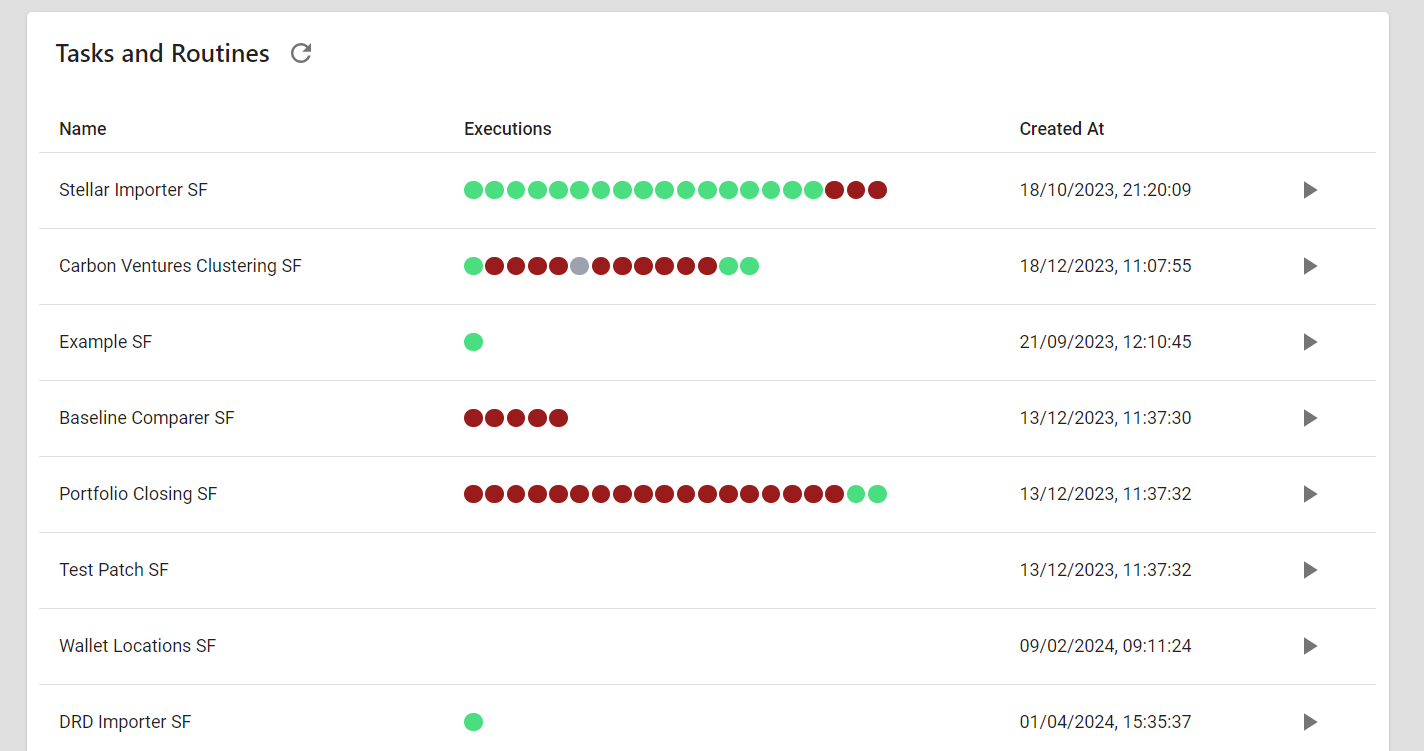 Tasks and Routines
Name Executions Created At
Stellar Importer SF 18/10/2023, 21:20:09
Carbon Ventures Clustering SF 18/12/2023, 11:07:55
Example SF 21/09/2023, 12:10:45
Baseline Comparer SF 13/12/2023, 11:37:30
Portfolio Closing SF 13/12/2023, 11:37:32
Test Patch SF 13/12/2023, 11:37:32
Wallet Locations SF 09/02/2024, 09:11:24
DRD Importer SF 01/04/2024, 15:35:37